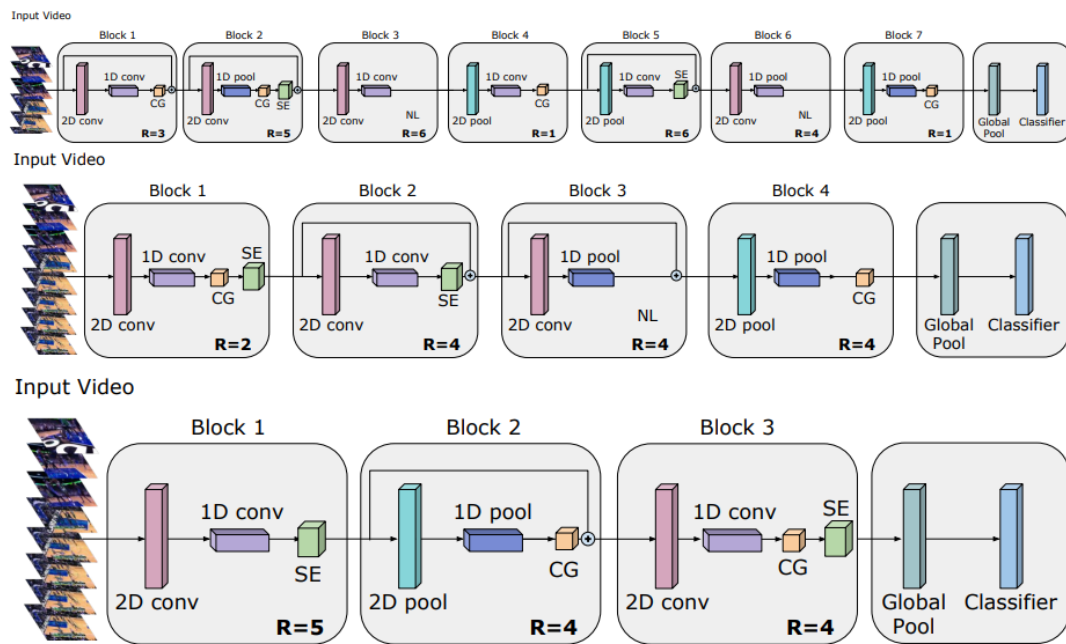 Input Video
Block 1 Block 2 Block 3 Block 4 Block 5 Block 6 Block 7
1D conv 1D pool 1D conv 1D conv 1D conv SE 1D pool 1D pool
CG CG SE CG SE CG
2D conv 2D conv 2D conv NL 2D pool 2D pool 2D conv NL 2D pool Global Pool Classifier
R=3 R=5 R=6 R=1 R=6 R=4 R=1
Input Video
Block 1 Block 2 Block 3 Block 4
1D conv SE 1D conv 1D pool 1D pool
CG SE CG
2D conv 2D conv 2D conv NL 2D pool Global Pool Classifier
R=2 R=4 R=4 R=4
Input Video
Block 1 Block 2 Block 3
1D conv 1D pool 1D conv SE
SE CG CG
2D conv 2D pool 2D conv Global Pool Classifier
R=5 R=4 R=4